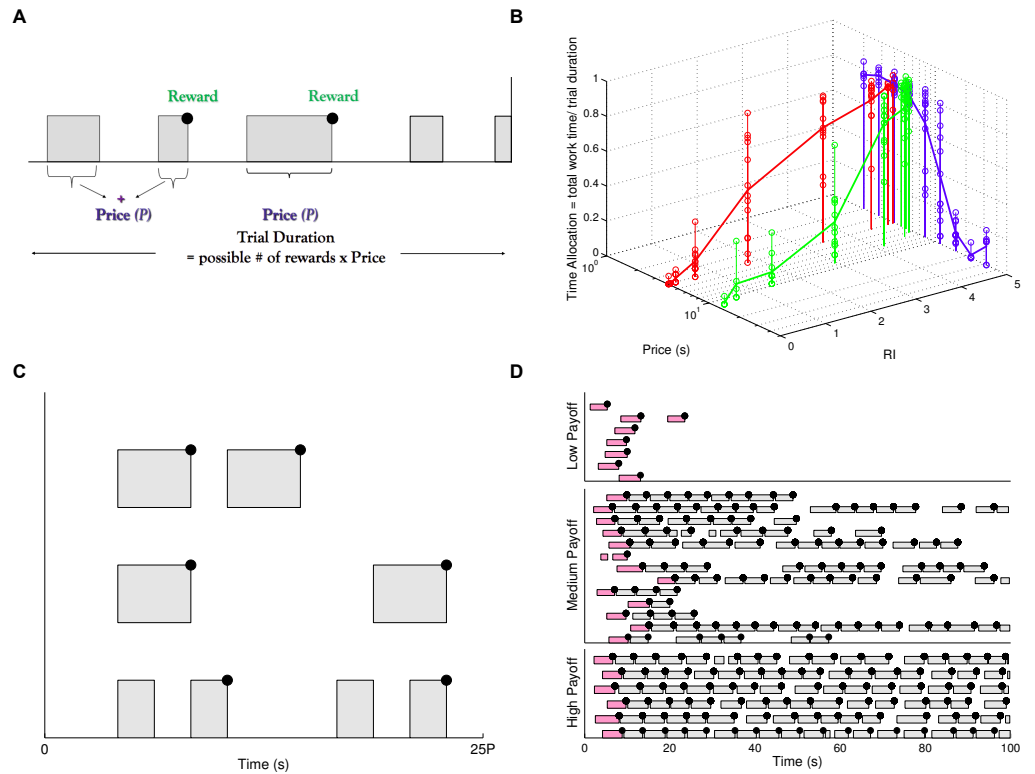 A
Reward
Reward
+
Price (P)
Price (P)
Trial Duration
= possible # of rewards x Price
B
Time Allocation = total work time/ trial duration
1
0.8
0.6
0.4
0.2
0
10^0
10^1
Price (s)
0
1
2
3
4
5
RI
C
0
25P
Time (s)
D
Low Payoff
Medium Payoff
High Payoff
0
20
40
60
80
100
Time (s)